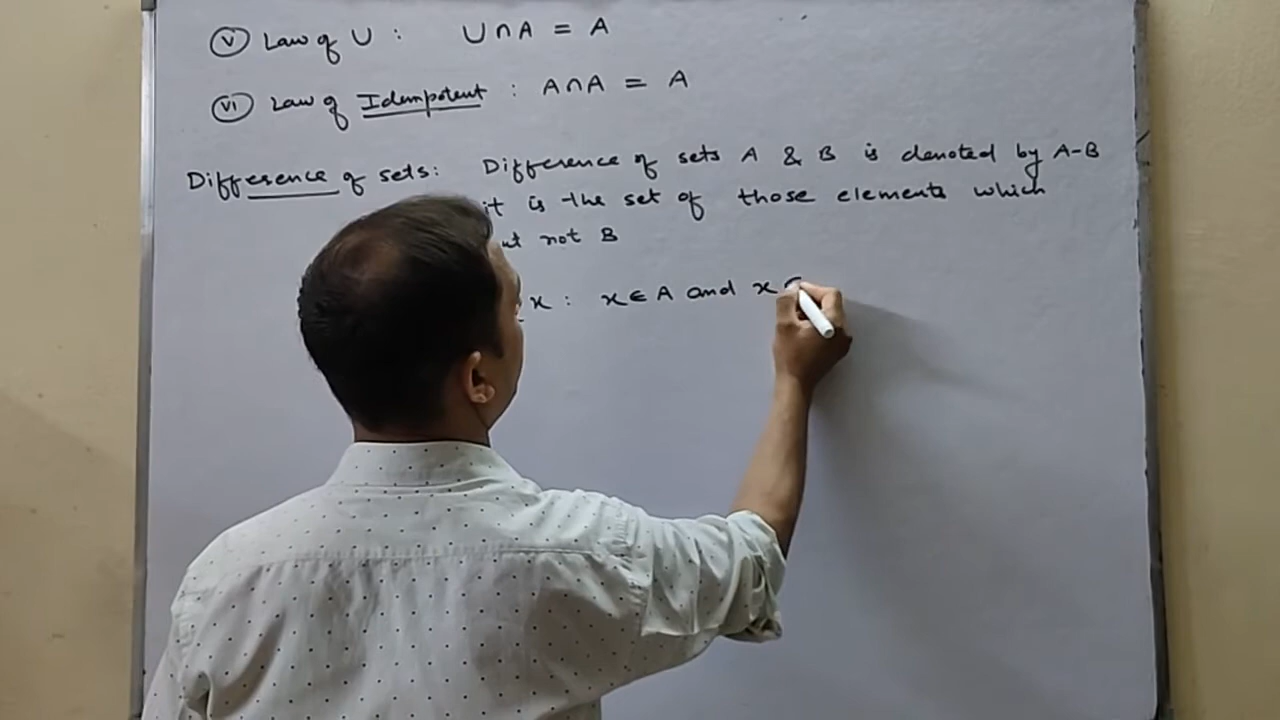 (V) Law of U : U∩A = A
(VI) Law of Idempotent : A∩A = A
Difference of sets: Difference of sets A & B is denoted by A-B
it is the set of those elements which
not B
x : x∈A and x